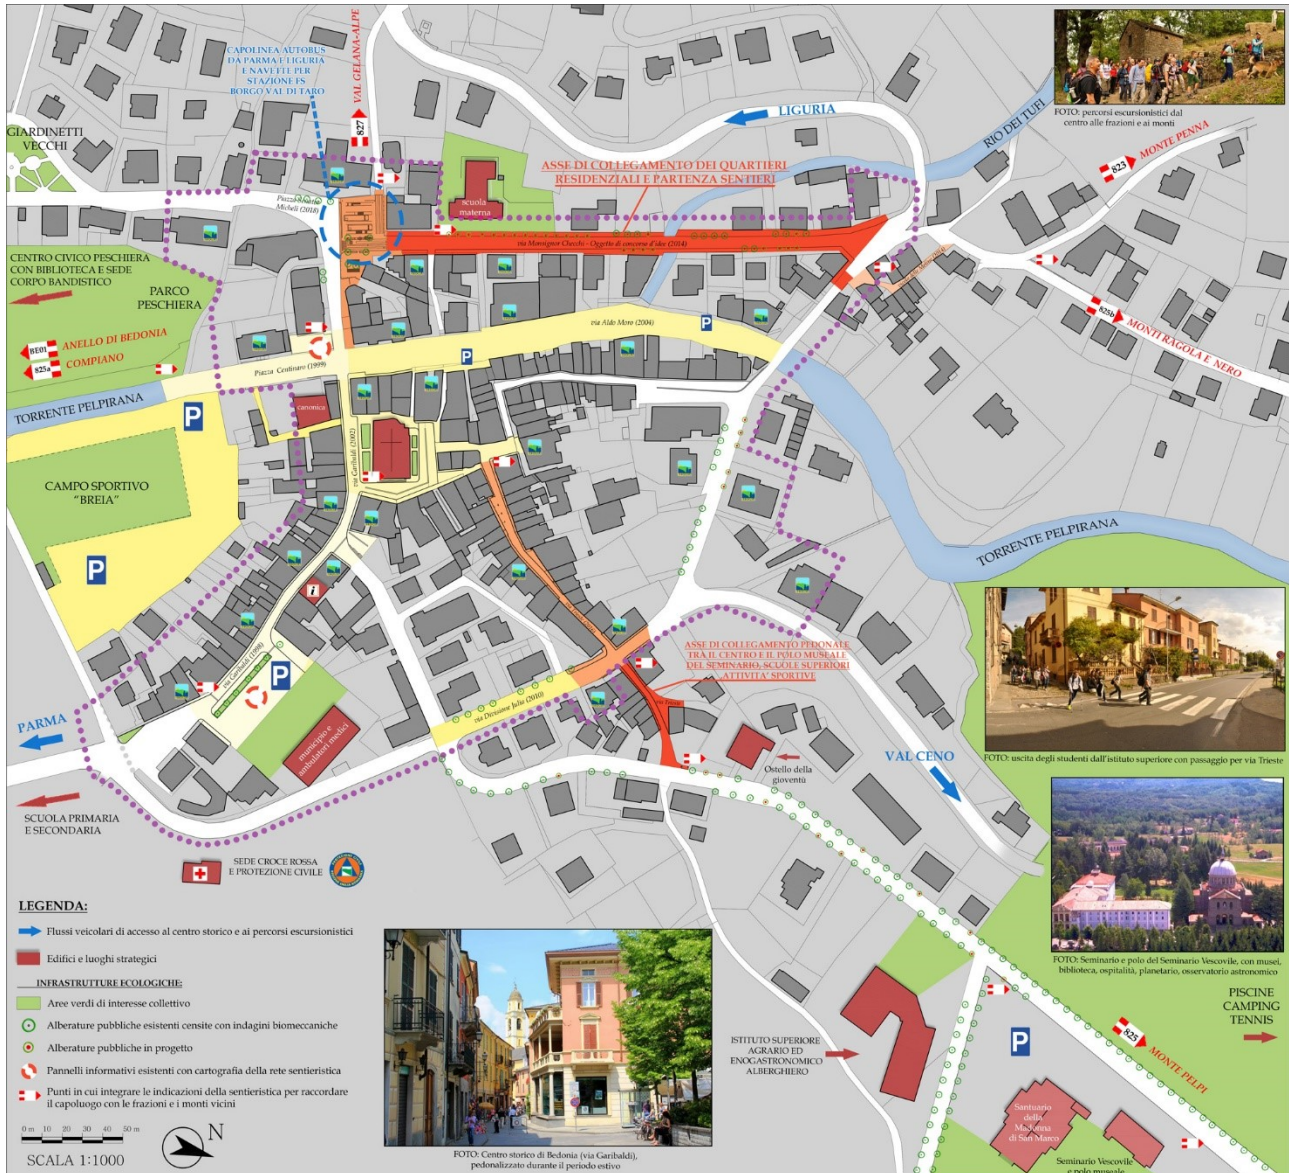 CAPOLINEA AUTOBUS
DA PARMA E LIGURIA
E NAVETTE PER
STAZIONE FS
BORGO VAL DI TARO
VAL GELANA-ALPE
827
GIARDINETTI
VECCHI
LIGURIA
RIO DEI TUFI
FOTO: percorsi escursionistici dal
centro alle frazioni e ai monti
823
MONTE PENNA
ASSE DI COLLEGAMENTO DEI QUARTIERI
RESIDENZIALI E PARTENZA SENTIERI
scuola
materna
Micheli (2018)
via Monsignor Checchi - Oggetto di concorso d'idee (2014)
CENTRO CIVICO PESCHIERA
CON BIBLIOTECA E SEDE
CORPO BANDISTICO
PARCO
PESCHIERA
BE01
ANELLO DI BEDONIA
825a
COMPIANO
via Aldo Moro (2004)
P
P
825b
MONTI RAGOLA E NERO
Piazza Centinaro (1999)
TORRENTE PELPIRANA
P
canonica
via Garibaldi (2002)
CAMPO SPORTIVO
"BREIA"
P
TORRENTE PELPIRANA
i
via Garibaldi (1998)
P
ASSE DI COLLEGAMENTO PEDONALE
TRA IL CENTRO E IL POLO MUSEALE
DEL SEMINARIO, SCUOLE SUPERIORI
ATTIVITA' SPORTIVE
via Divisione Julia (2010)
PARMA
municipio e
ambulatori medici
Ostello della
gioventù
VAL CENO
FOTO: uscita degli studenti dall'istituto superiore con passaggio per via Trieste
SCUOLA PRIMARIA
E SECONDARIA
SEDE CROCE ROSSA
E PROTEZIONE CIVILE
LEGENDA:
Flussi veicolari di accesso al centro storico e ai percorsi escursionistici
Edifici e luoghi strategici
INFRASTRUTTURE ECOLOGICHE:
Aree verdi di interesse collettivo
Alberature pubbliche esistenti censite con indagini biomeccaniche
Alberature pubbliche in progetto
Pannelli informativi esistenti con cartografia della rete sentieristica
Punti in cui integrare le indicazioni della sentieristica per raccordare
il capoluogo con le frazioni e i monti vicini
0 m 10 m 20 m 30 m 40 m 50 m
SCALA 1:1000
N
FOTO: Centro storico di Bedonia (via Garibaldi),
pedonalizzato durante il periodo estivo
FOTO: Seminario e polo del Seminario Vescovile, con musei,
biblioteca, ospitalità, planetario, osservatorio astronomico
PISCINE
CAMPING
TENNIS
ISTITUTO SUPERIORE
AGRARIO ED
ENOGASTRONOMICO
ALBERGHIERO
P
825
MONTE PELPI
Santuario
della
Madonna
di San Marco
Seminario Vescovile
e polo museale